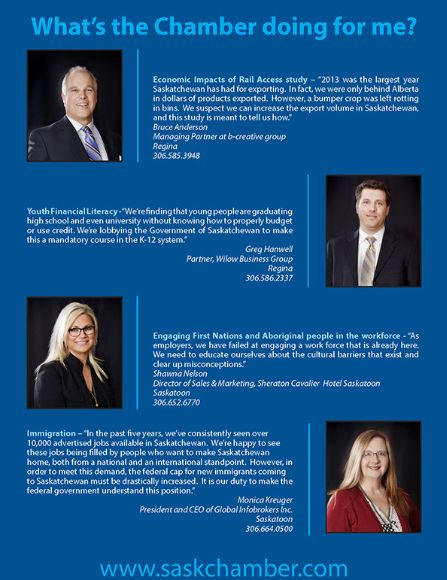 What's the Chamber doing for me?
Economic Impacts of Rail Access study – "2013 was the largest year
Saskatchewan has had for exporting. In fact, we were only behind Alberta
in dollars of products exported. However, a bumper crop was left rotting
in bins. We suspect we can increase the export volume in Saskatchewan,
and this study is meant to tell us how."
Bruce Anderson
Managing Partner at b-creative group
Regina
306.585.3948
Youth Financial Literacy -"We're finding that young people are graduating
high school and even university without knowing how to properly budget
or use credit. We're lobbying the Government of Saskatchewan to make
this a mandatory course in the K-12 system."
Greg Hanwell
Partner, Wilow Business Group
Regina
306.586.2337
Engaging First Nations and Aboriginal people in the workforce - "As
employers, we have failed at engaging a work force that is already here.
We need to educate ourselves about the cultural barriers that exist and
clear up misconceptions."
Shawna Nelson
Director of Sales & Marketing, Sheraton Cavalier Hotel Saskatoon
Saskatoon
306.652.6770
Immigration – "In the past five years, we've consistently seen over
10,000 advertised jobs available in Saskatchewan. We're happy to see
these jobs being filled by people who want to make Saskatchewan
home, both from a national and an international standpoint. However, in
order to meet this demand, the federal cap for new immigrants coming
to Saskatchewan must be drastically increased. It is our duty to make the
federal government understand this position."
Monica Kreuger
President and CEO of Global Infobrokers Inc.
Saskatoon
306.664.0500
www.saskchamber.com